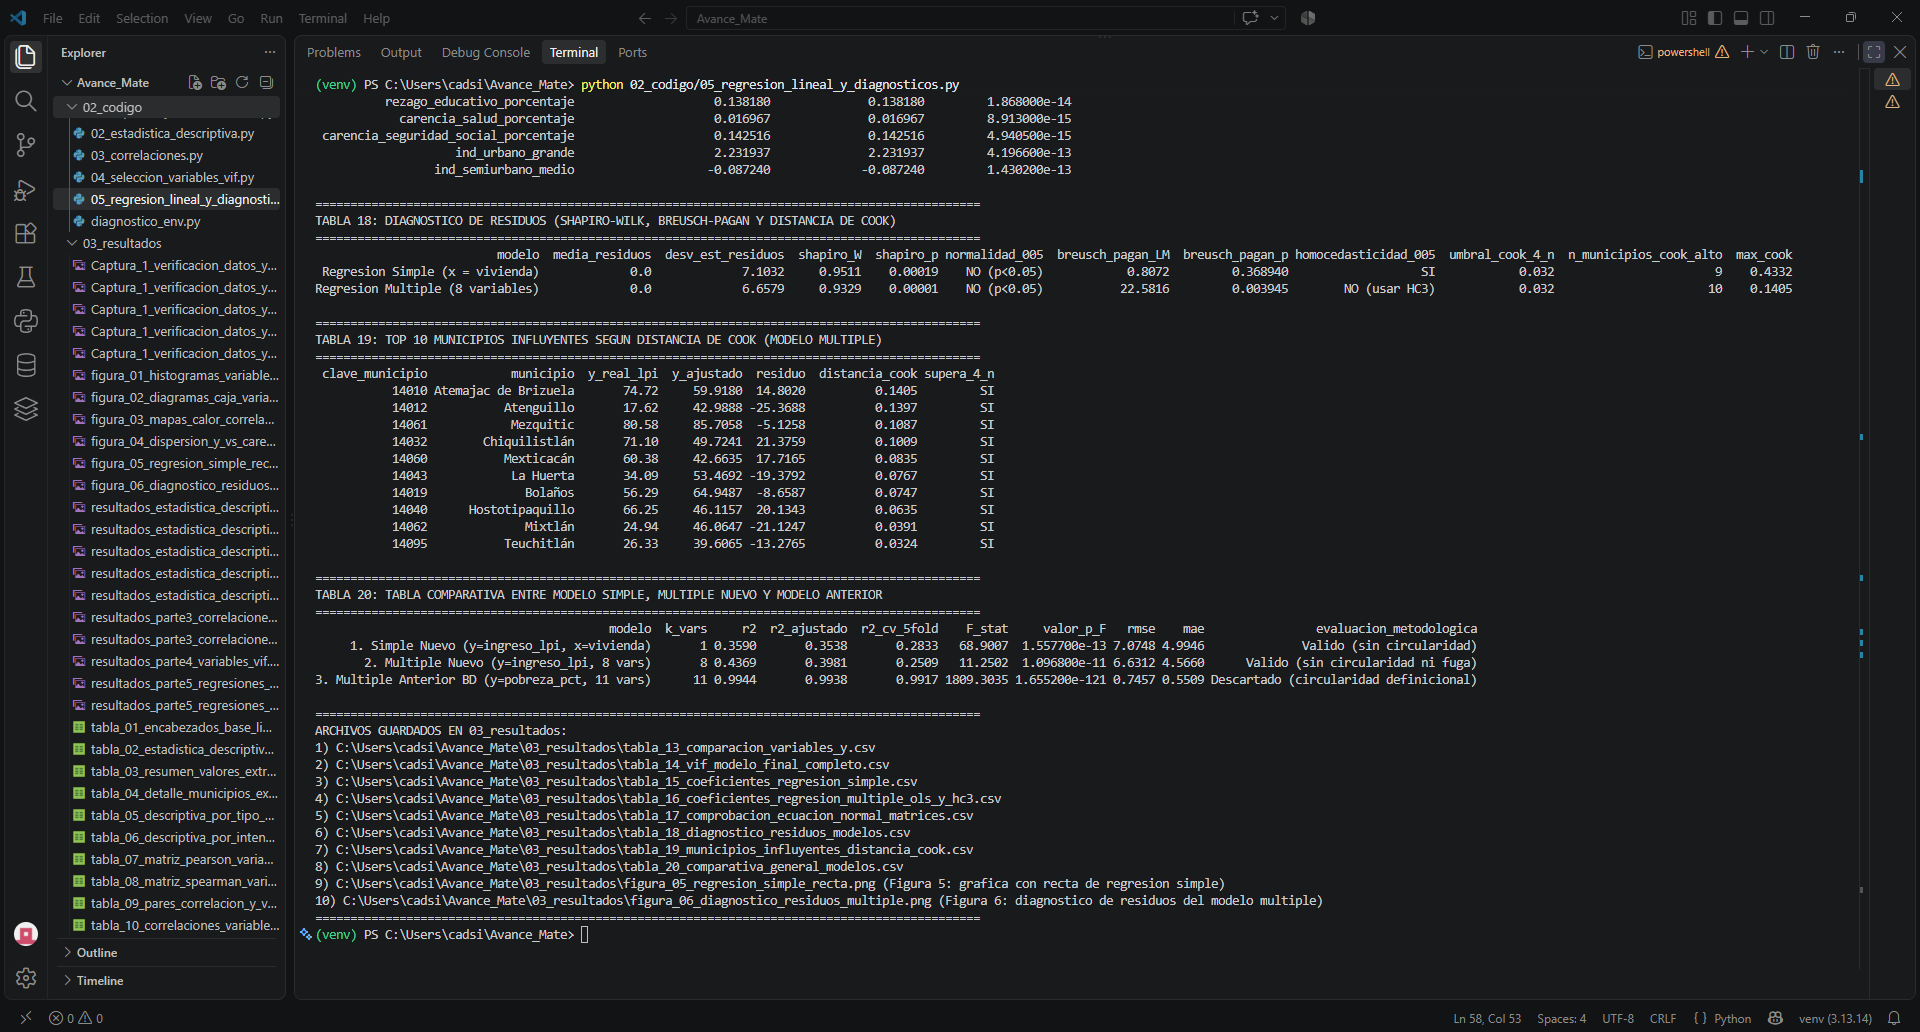 File Edit Selection View Go Run Terminal Help
Avance_Mate
Explorer
Avance_Mate
02_codigo
02_estadistica_descriptiva.py
03_correlaciones.py
04_seleccion_variables_vif.py
05_regresion_lineal_y_diagnosti...
diagnostico_env.py
03_resultados
Captura_1_verificacion_datos_y...
Captura_1_verificacion_datos_y...
Captura_1_verificacion_datos_y...
Captura_1_verificacion_datos_y...
Captura_1_verificacion_datos_y...
figura_01_histogramas_variable...
figura_02_diagramas_caja_varia...
figura_03_mapas_calor_correla...
figura_04_dispersion_y_vs_care...
figura_05_regresion_simple_rec...
figura_06_diagnostico_residuos...
resultados_estadistica_descripti...
resultados_estadistica_descripti...
resultados_estadistica_descripti...
resultados_estadistica_descripti...
resultados_estadistica_descripti...
resultados_parte3_correlacione...
resultados_parte3_correlacione...
resultados_parte4_variables_vif...
resultados_parte5_regresiones_...
resultados_parte5_regresiones_...
tabla_01_encabezados_base_li...
tabla_02_estadistica_descriptiv...
tabla_03_resumen_valores_extr...
tabla_04_detalle_municipios_ex...
tabla_05_descriptiva_por_tipo_...
tabla_06_descriptiva_por_inten...
tabla_07_matriz_pearson_varia...
tabla_08_matriz_spearman_vari...
tabla_09_pares_correlacion_y_v...
tabla_10_correlaciones_variable...
Outline
Timeline
Problems Output Debug Console Terminal Ports
powershell
(venv) PS C:\Users\cadsi\Avance_Mate> python 02_codigo/05_regresion_lineal_y_diagnosticos.py
rezago_educativo_porcentaje 0.138180 0.138180 1.868000e-14
carencia_salud_porcentaje 0.016967 0.016967 8.913000e-15
carencia_seguridad_social_porcentaje 0.142516 0.142516 4.940500e-15
ind_urbano_grande 2.231937 2.231937 4.196600e-13
ind_semiurbano_medio -0.087240 -0.087240 1.430200e-13
===============================================================================================
TABLA 18: DIAGNOSTICO DE RESIDUOS (SHAPIRO-WILK, BREUSCH-PAGAN Y DISTANCIA DE COOK)
===============================================================================================
modelo media_residuos desv_est_residuos shapiro_W shapiro_p normalidad_005 breusch_pagan_LM breusch_pagan_p homocedasticidad_005 umbral_cook_4_n n_municipios_cook_alto max_cook
Regresion Simple (x = vivienda) 0.0 7.1032 0.9511 0.00019 NO (p<0.05) 0.8072 0.368940 SI 0.032 9 0.4332
Regresion Multiple (8 variables) 0.0 6.6579 0.9329 0.00001 NO (p<0.05) 22.5816 0.003945 NO (usar HC3) 0.032 10 0.1405
===============================================================================================
TABLA 19: TOP 10 MUNICIPIOS INFLUYENTES SEGUN DISTANCIA DE COOK (MODELO MULTIPLE)
===============================================================================================
clave_municipio municipio y_real_lpi y_ajustado residuo distancia_cook supera_4_n
14010 Atemajac de Brizuela 74.72 59.9180 14.8020 0.1405 SI
14012 Atenguillo 17.62 42.9888 -25.3688 0.1397 SI
14061 Mezquitic 80.58 85.7058 -5.1258 0.1087 SI
14032 Chiquilistlán 71.10 49.7241 21.3759 0.1009 SI
14060 Mexticacán 60.38 42.6635 17.7165 0.0835 SI
14043 La Huerta 34.09 53.4692 -19.3792 0.0767 SI
14019 Bolaños 56.29 64.9487 -8.6587 0.0747 SI
14040 Hostotipaquillo 66.25 46.1157 20.1343 0.0635 SI
14062 Mixtlán 24.94 46.0647 -21.1247 0.0391 SI
14095 Teuchitlán 26.33 39.6065 -13.2765 0.0324 SI
===============================================================================================
TABLA 20: TABLA COMPARATIVA ENTRE MODELO SIMPLE, MULTIPLE NUEVO Y MODELO ANTERIOR
===============================================================================================
modelo k_vars r2 r2_ajustado r2_cv_5fold F_stat valor_p_F rmse mae evaluacion_metodologica
1. Simple Nuevo (y=ingreso_lpi, x=vivienda) 1 0.3590 0.3538 0.2833 68.9007 1.557700e-13 7.0748 4.9946 Valido (sin circularidad)
2. Multiple Nuevo (y=ingreso_lpi, 8 vars) 8 0.4369 0.3981 0.2509 11.2502 1.096800e-11 6.6312 4.5660 Valido (sin circularidad ni fuga)
3. Multiple Anterior BD (y=pobreza_pct, 11 vars) 11 0.9944 0.9938 0.9917 1809.3035 1.655200e-121 0.7457 0.5509 Descartado (circularidad definicional)
===============================================================================================
ARCHIVOS GUARDADOS EN 03_resultados:
1) C:\Users\cadsi\Avance_Mate\03_resultados\tabla_13_comparacion_variables_y.csv
2) C:\Users\cadsi\Avance_Mate\03_resultados\tabla_14_vif_modelo_final_completo.csv
3) C:\Users\cadsi\Avance_Mate\03_resultados\tabla_15_coeficientes_regresion_simple.csv
4) C:\Users\cadsi\Avance_Mate\03_resultados\tabla_16_coeficientes_regresion_multiple_ols_y_hc3.csv
5) C:\Users\cadsi\Avance_Mate\03_resultados\tabla_17_comprobacion_ecuacion_normal_matrices.csv
6) C:\Users\cadsi\Avance_Mate\03_resultados\tabla_18_diagnostico_residuos_modelos.csv
7) C:\Users\cadsi\Avance_Mate\03_resultados\tabla_19_municipios_influyentes_distancia_cook.csv
8) C:\Users\cadsi\Avance_Mate\03_resultados\tabla_20_comparativa_general_modelos.csv
9) C:\Users\cadsi\Avance_Mate\03_resultados\figura_05_regresion_simple_recta.png (Figura 5: grafica con recta de regresion simple)
10) C:\Users\cadsi\Avance_Mate\03_resultados\figura_06_diagnostico_residuos_multiple.png (Figura 6: diagnostico de residuos del modelo multiple)
===============================================================================================
(venv) PS C:\Users\cadsi\Avance_Mate>
0 0 Ln 58, Col 53 Spaces: 4 UTF-8 CRLF { } Python venv (3.13.14)